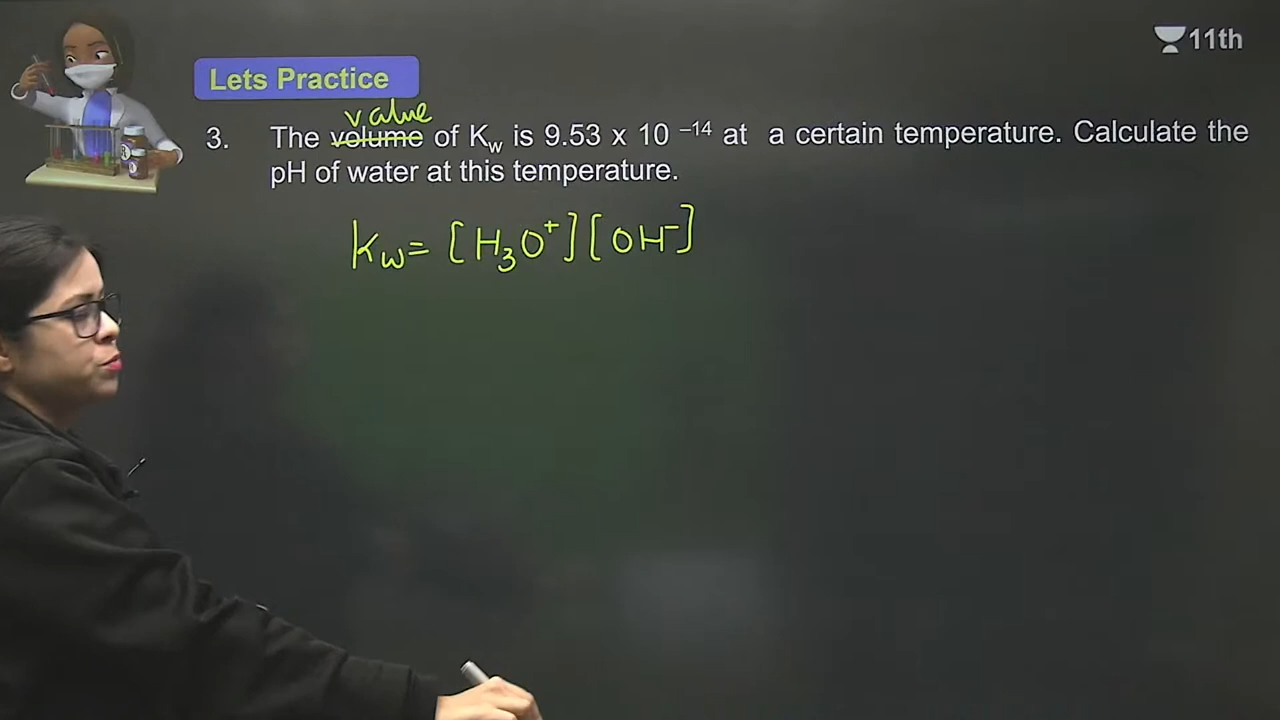 11th
Lets Practice
value
3. The volume of Kw is 9.53 x 10 –14 at a certain temperature. Calculate the
pH of water at this temperature.
Kw = [H3O+][OH-]